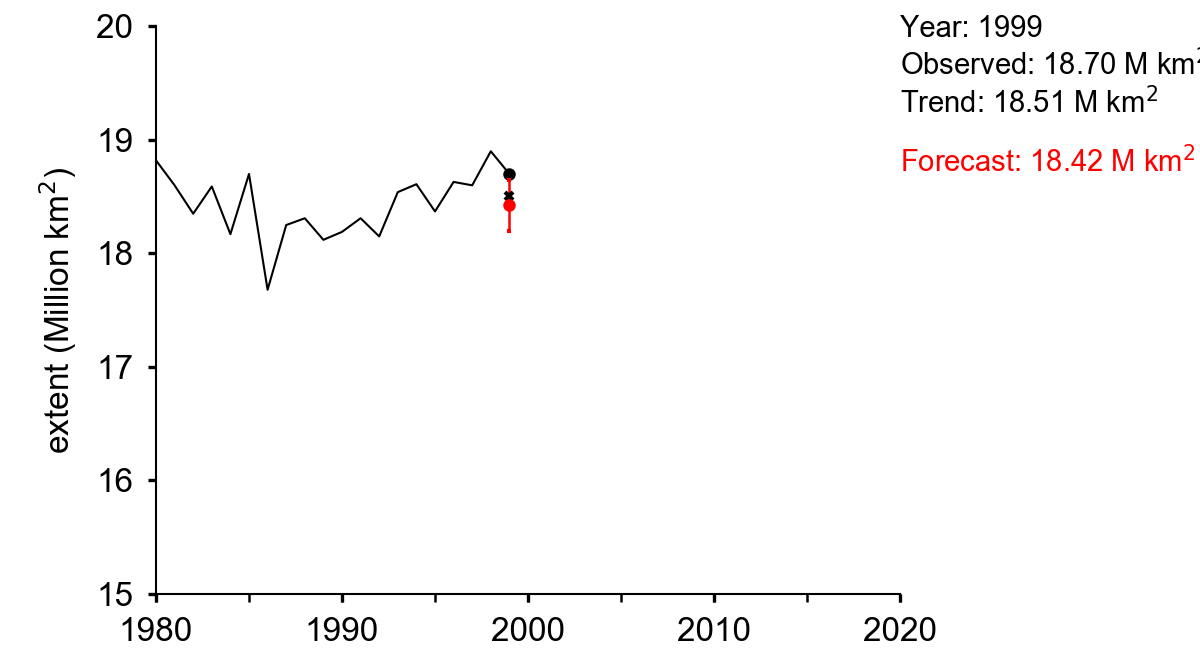 20
19
18
17
16
15
1980
1990
2000
2010
2020
extent (Million km²)
Year: 1999
Observed: 18.70 M km²
Trend: 18.51 M km²
Forecast: 18.42 M km²